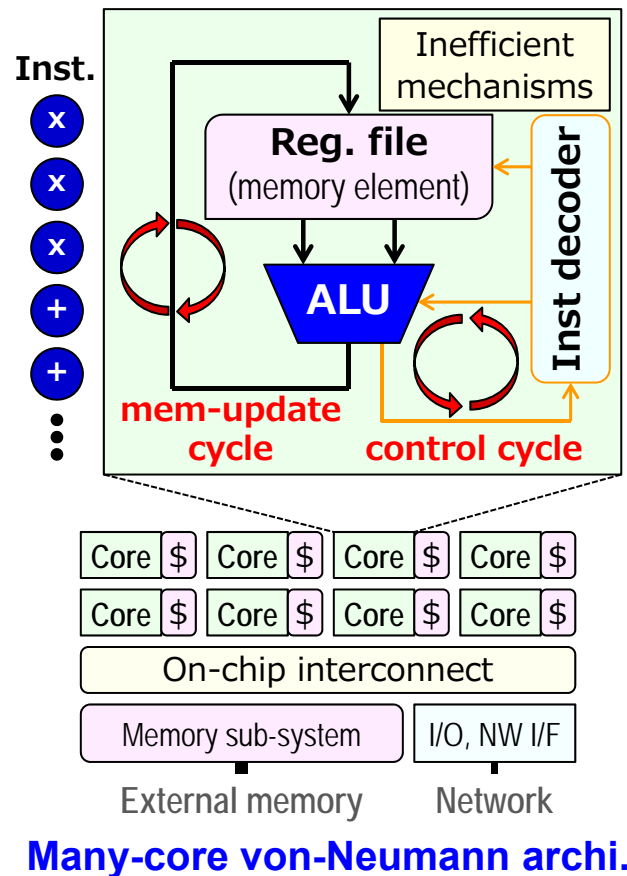 Inst.
x
x
x
+
+
Inefficient
mechanisms
Reg. file
(memory element)
Inst decoder
ALU
mem-update
cycle
control cycle
Core $ Core $ Core $ Core $
Core $ Core $ Core $ Core $
On-chip interconnect
Memory sub-system
I/O, NW I/F
External memory
Network
Many-core von-Neumann archi.